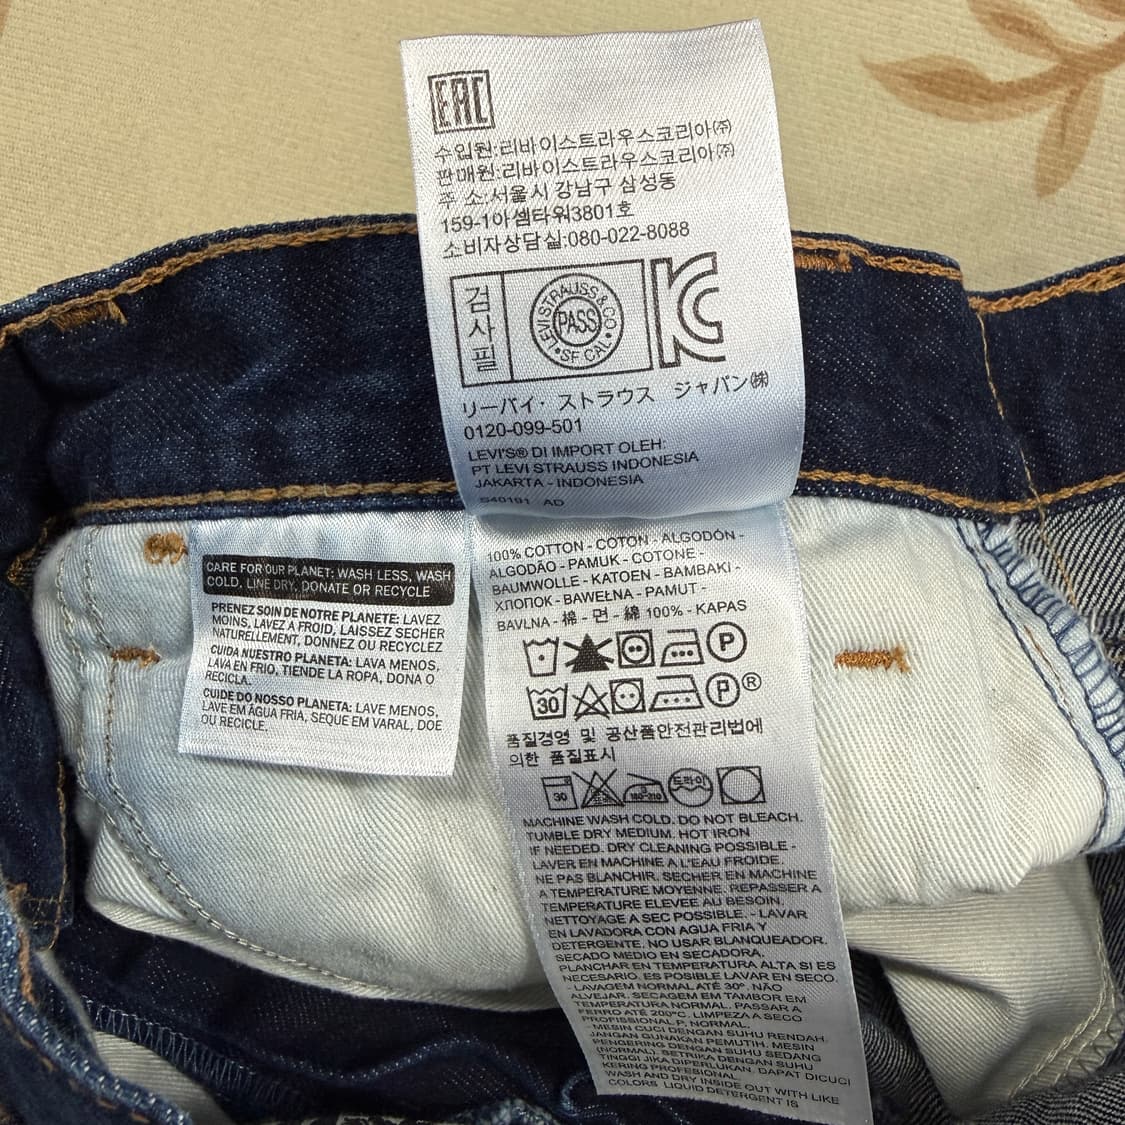 EAC
수입원:리바이스트라우스코리아㈜
판매원:리바이스트라우스코리아㈜
주 소:서울시 강남구 삼성동
159-1아셈타워3801호
소비자상담실:080-022-8088
검사필
LEVI STRAUSS & CO
PASS
• SF CAL •
KC
リーバイ・ストラウス ジャパン㈱
0120-099-501
LEVI'S® DI IMPORT OLEH:
PT LEVI STRAUSS INDONESIA
JAKARTA - INDONESIA
S40191 AD
CARE FOR OUR PLANET: WASH LESS, WASH
COLD, LINE DRY, DONATE OR RECYCLE
PRENEZ SOIN DE NOTRE PLANETE: LAVEZ
MOINS, LAVEZ A FROID, LAISSEZ SECHER
NATURELLEMENT, DONNEZ OU RECYCLEZ
CUIDA NUESTRO PLANETA: LAVA MENOS,
LAVA EN FRIO, TIENDE LA ROPA, DONA O
RECICLA.
CUIDE DO NOSSO PLANETA: LAVE MENOS,
LAVE EM ÁGUA FRIA, SEQUE EM VARAL, DOE
OU RECICLE.
100% COTTON - COTON - ALGODÓN -
ALGODÃO - PAMUK - COTONE -
BAUMWOLLE - KATOEN - BAMBAKI -
ХЛОПОК - BAWEŁNA - PAMUT -
BAVLNA - 棉 - 면 - 綿 100% - KAPAS
P
30 P ®
품질경영 및 공산품안전관리법에
의한 품질표시
30 드라이
MACHINE WASH COLD. DO NOT BLEACH.
TUMBLE DRY MEDIUM. HOT IRON
IF NEEDED. DRY CLEANING POSSIBLE -
LAVER EN MACHINE A L'EAU FROIDE.
NE PAS BLANCHIR. SECHER EN MACHINE
A TEMPERATURE MOYENNE. REPASSER A
TEMPERATURE ELEVEE AU BESOIN.
NETTOYAGE A SEC POSSIBLE. - LAVAR
EN LAVADORA CON AGUA FRIA Y
DETERGENTE. NO USAR BLANQUEADOR.
SECADO MEDIO EN SECADORA.
PLANCHAR EN TEMPERATURA ALTA SI ES
NECESARIO. ES POSIBLE LAVAR EN SECO.
- LAVAGEM NORMAL ATÉ 30º. NÃO
ALVEJAR. SECAGEM EM TAMBOR EM
TEMPERATURA NORMAL. PASSAR A
FERRO ATÉ 200ºC. LIMPEZA A SECO
PROFISSIONAL P, NORMAL.
- MESIN CUCI DENGAN SUHU RENDAH.
JANGAN GUNAKAN PEMUTIH. MESIN
PENGERING DENGAN SUHU SEDANG
(NORMAL). SETRIKA DENGAN SUHU
TINGGI JIKA DIPERLUKAN. DAPAT DICUCI
KERING PROFESIONAL
WASH AND DRY INSIDE OUT WITH LIKE
COLORS. LIQUID DETERGENT IS